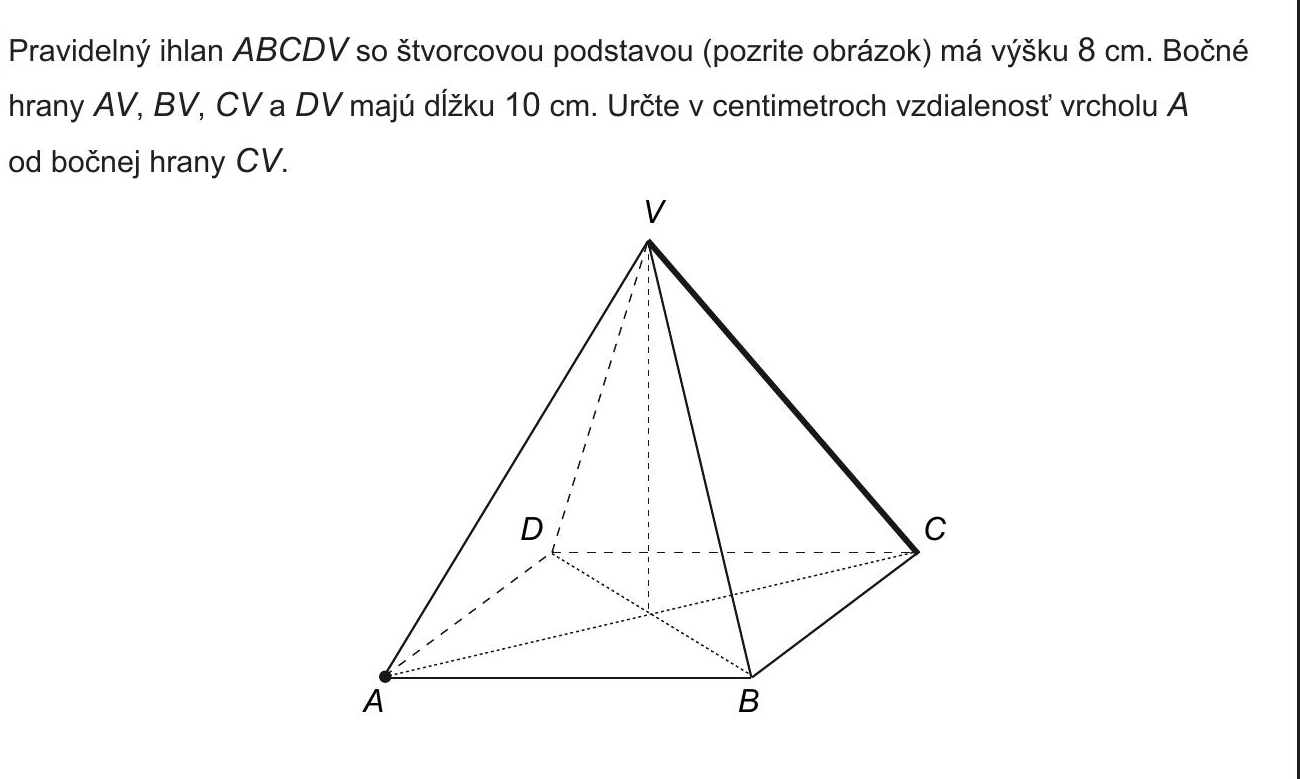 Pravidelný ihlan ABCDV so štvorcovou podstavou (pozrite obrázok) má výšku 8 cm. Bočné
hrany AV, BV, CV a DV majú dĺžku 10 cm. Určte v centimetroch vzdialenosť vrcholu A
od bočnej hrany CV.
V
D
C
A
B